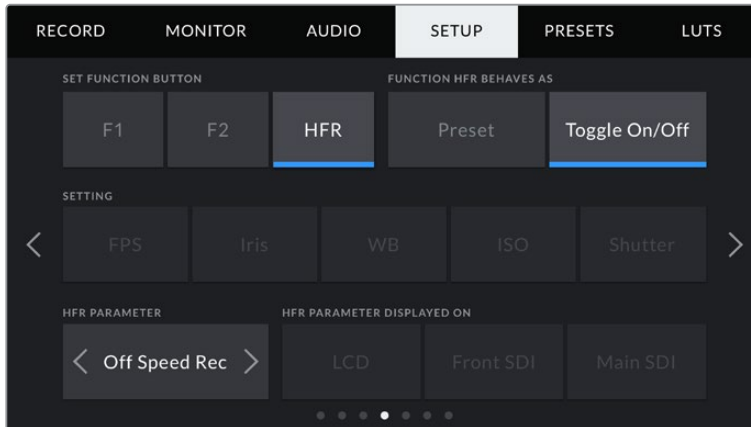 RECORD MONITOR AUDIO SETUP PRESETS LUTS
SET FUNCTION BUTTON FUNCTION HFR BEHAVES AS
F1 F2 HFR Preset Toggle On/Off
SETTING
FPS Iris WB ISO Shutter
HFR PARAMETER HFR PARAMETER DISPLAYED ON
Off Speed Rec LCD Front SDI Main SDI